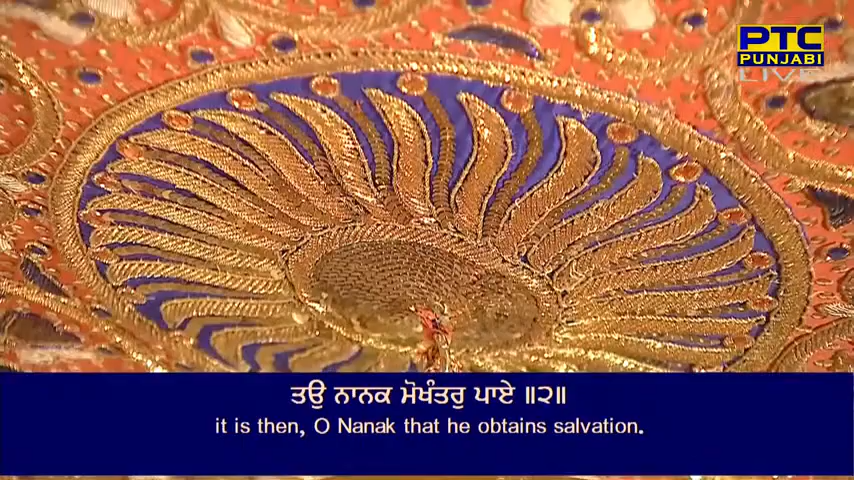 PTC
PUNJABI
LIVE
ਤਉ ਨਾਨਕ ਮੋਖੰਤਰੁ ਪਾਏ ॥੨॥
it is then, O Nanak that he obtains salvation.